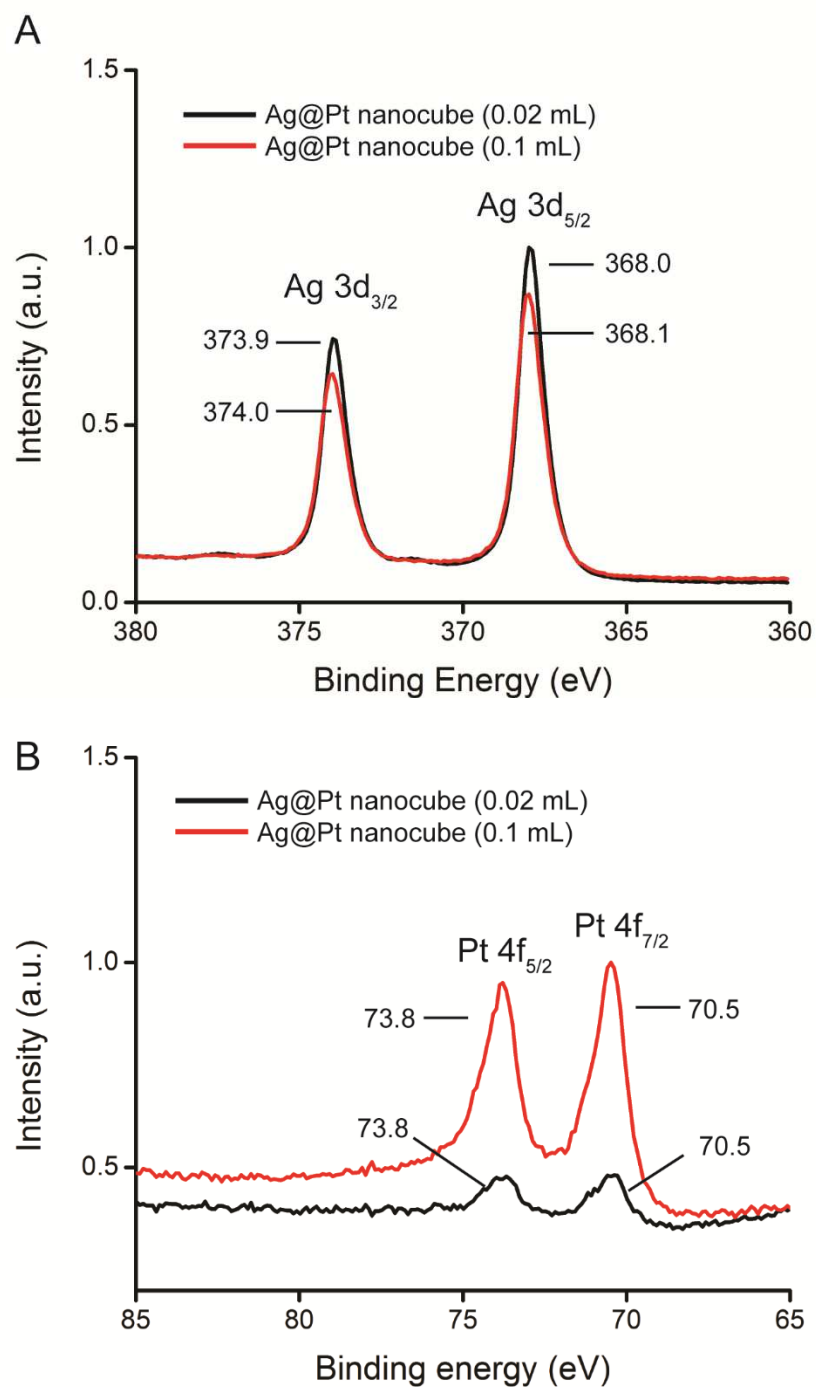 A
1.5
Ag@Pt nanocube (0.02 mL)
Ag@Pt nanocube (0.1 mL)
Ag 3d5/2
1.0
368.0
Ag 3d3/2
373.9
368.1
374.0
0.5
0.0
Intensity (a.u.)
380
375
370
365
360
Binding Energy (eV)
B
1.5
Ag@Pt nanocube (0.02 mL)
Ag@Pt nanocube (0.1 mL)
Pt 4f7/2
Pt 4f5/2
1.0
73.8
70.5
73.8
70.5
0.5
Intensity (a.u.)
85
80
75
70
65
Binding energy (eV)